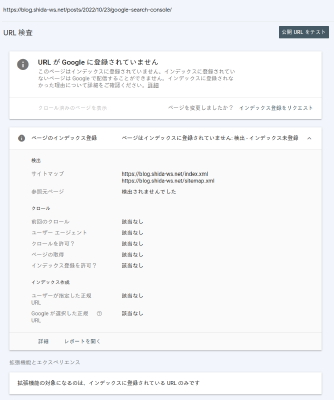 https://blog.shida-ws.net/posts/2022/10/23google-search-console/
URL 検査
公開 URL をテスト
URL が Google に登録されていません
このページはインデックスに登録されていません。インデックスに登録されてい
ないページは Google で配信することができません。インデックスに登録されな
かった理由について詳細をご確認ください。詳細
クロール済みのページを表示
ページを変更しましたか？
インデックス登録をリクエスト
ページのインデックス登録
ページはインデックスに登録されていません: 検出 - インデックス未登録
検出
サイトマップ
https://blog.shida-ws.net/index.xml
https://blog.shida-ws.net/sitemap.xml
参照元ページ
検出されませんでした
クロール
前回のクロール
該当なし
ユーザー エージェント
該当なし
クロールを許可？
該当なし
ページの取得
該当なし
インデックス登録を許可？
該当なし
インデックス作成
ユーザーが指定した正規 URL
該当なし
Google が選択した正規 URL
該当なし
詳細
レポートを開く
拡張機能とエクスペリエンス
拡張機能の対象になるのは、インデックスに登録されている URL のみです